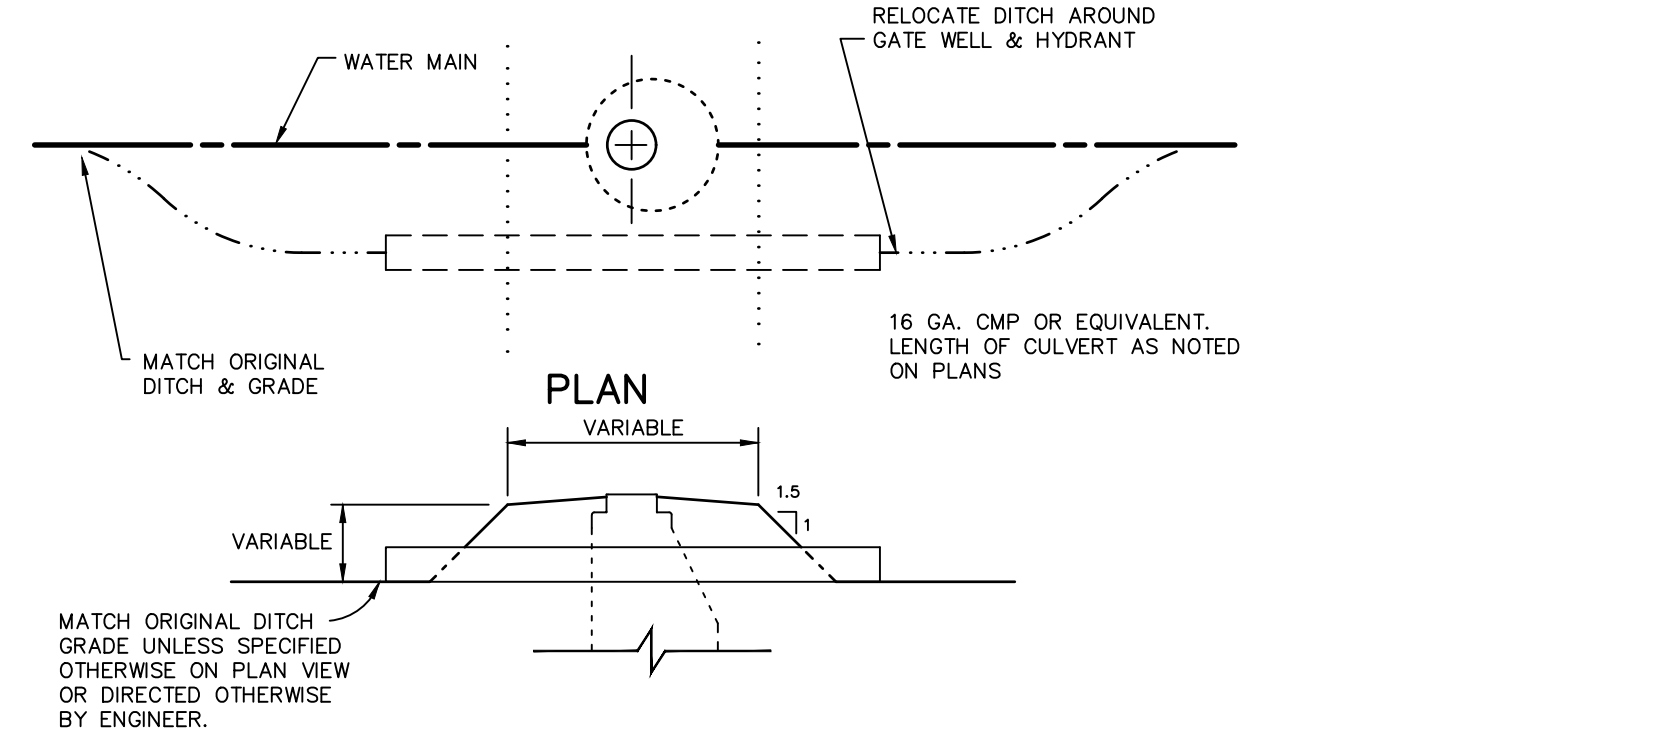 RELOCATE DITCH AROUND
GATE WELL & HYDRANT
WATER MAIN
16 GA. CMP OR EQUIVALENT.
LENGTH OF CULVERT AS NOTED
ON PLANS
MATCH ORIGINAL
DITCH & GRADE
PLAN
VARIABLE
1.5
1
VARIABLE
MATCH ORIGINAL DITCH
GRADE UNLESS SPECIFIED
OTHERWISE ON PLAN VIEW
OR DIRECTED OTHERWISE
BY ENGINEER.